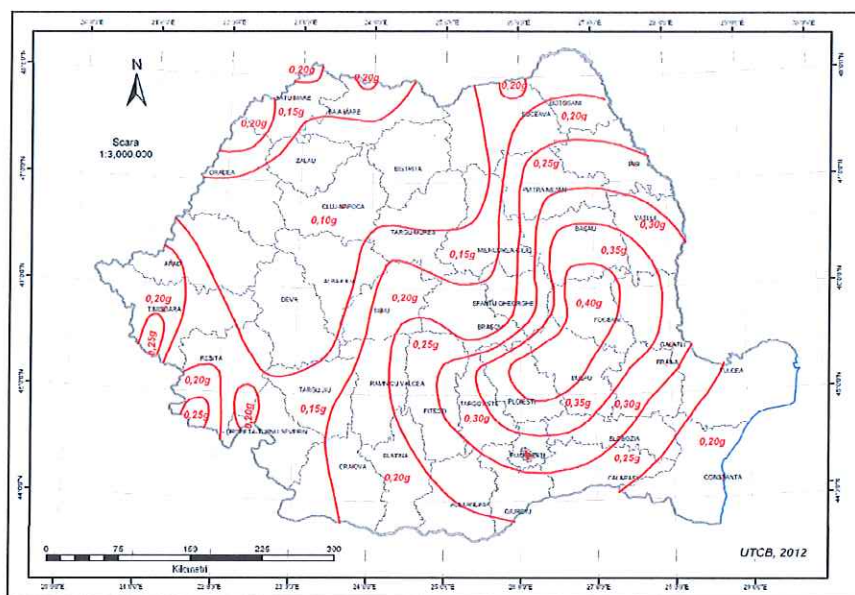 N
Scara
1:3,000,000
0,20g
0,20g
0,20g
SATU MARE
0,15g
BAIA MARE
0,20g
BOTOSANI
SUCEAVA
0,20g
ZALAU
BISTRITA
0,25g
IASI
ORADEA
PIATRA NEAMT
CLUJ-NAPOCA
0,10g
VASLUI
0,30g
TARGU MURES
BACAU
0,35g
0,15g
MIERCUREA CIUC
ARAD
ALBA IULIA
DEVA
0,20g
SIBIU
0,20g
TIMISOARA
SFANTU GHEORGHE
0,40g
FOCSANI
0,25g
BRASOV
0,25g
RESITA
GALATI
BRAILA
TULCEA
0,20g
0,25g
0,20g
TARGU JIU
0,15g
RAMNICU VALCEA
BUZAU
PITESTI
TARGOVISTE
0,30g
PLOIESTI
0,35g
0,30g
DROBETA-TURNU SEVERIN
SLOBOZIA
0,20g
CRAIOVA
SLATINA
0,20g
BUCURESTI
0,25g
CALARASI
CONSTANTA
ALEXANDRIA
GIURGIU
0 75 150 225 300
Kilometri
UTCB, 2012